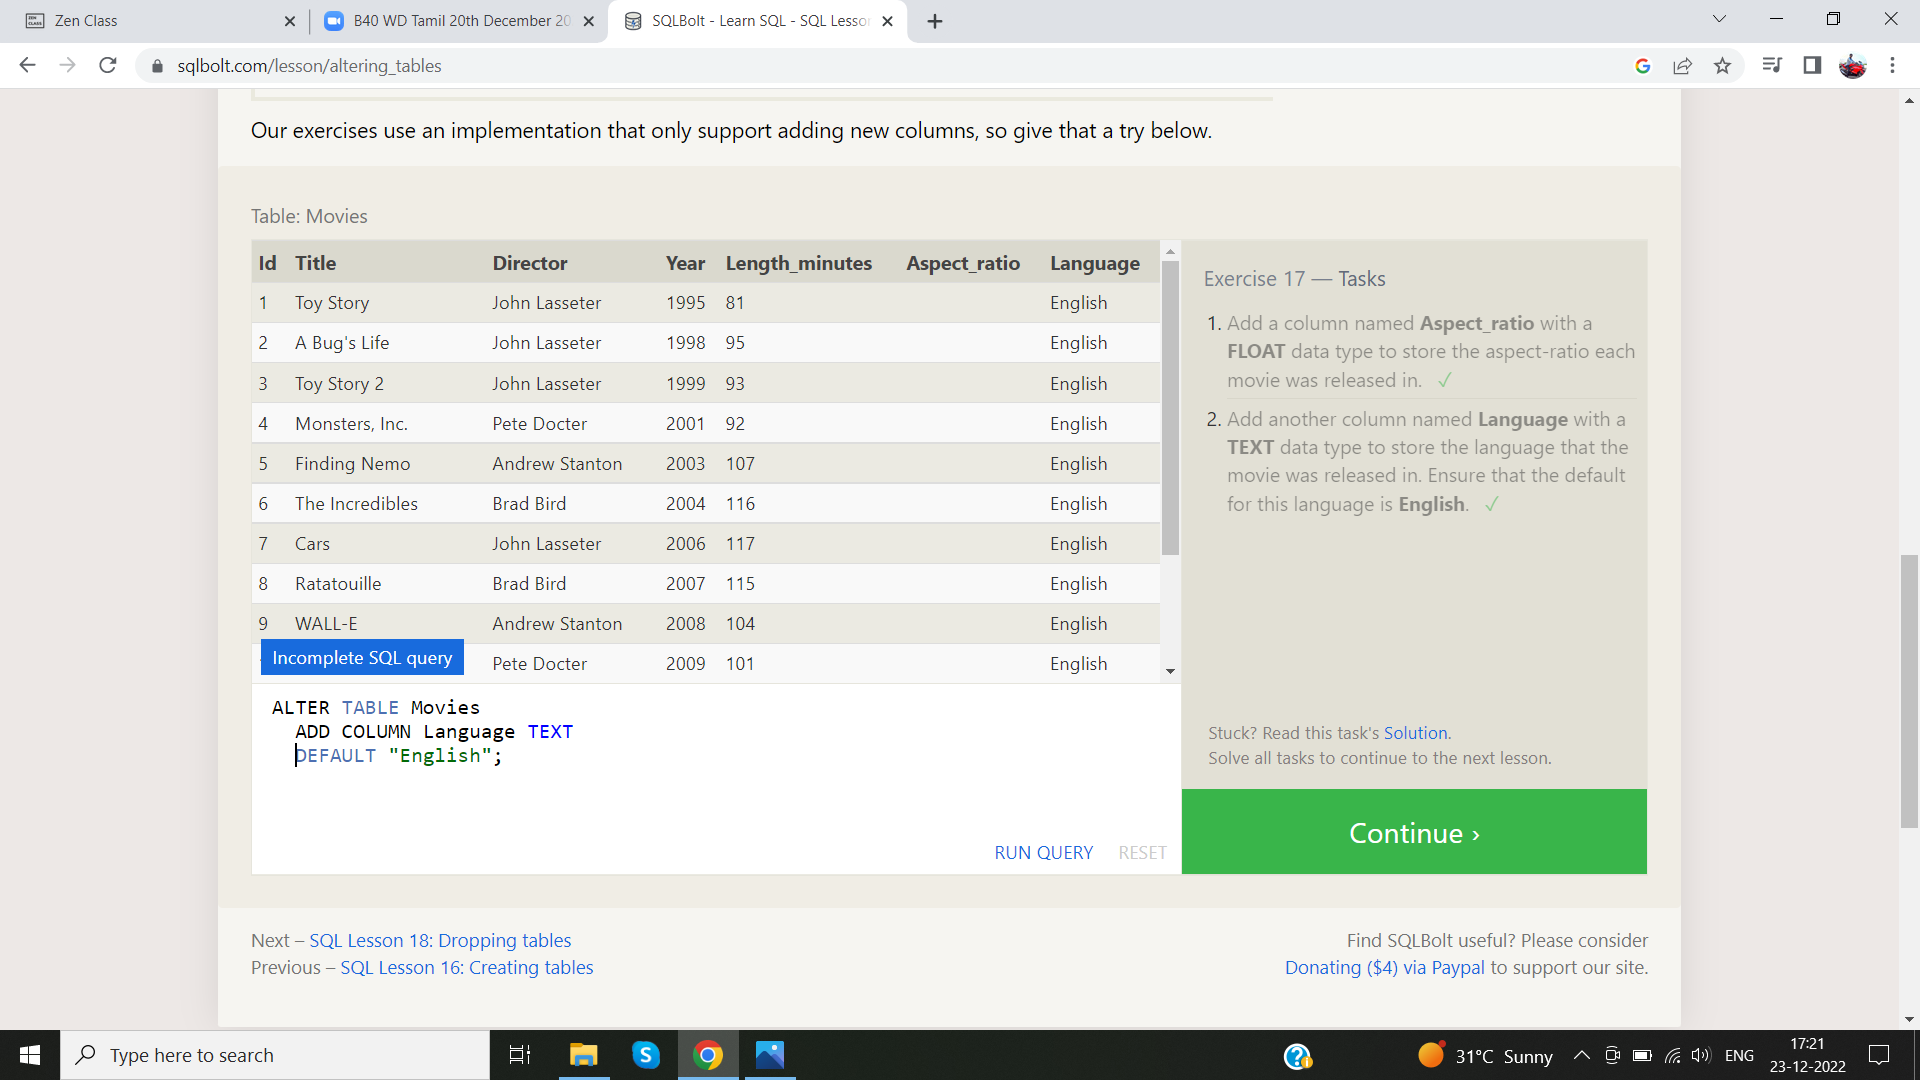 Zen Class
B40 WD Tamil 20th December 20
SQLBolt - Learn SQL - SQL Lesson
sqlbolt.com/lesson/altering_tables
Our exercises use an implementation that only support adding new columns, so give that a try below.
Table: Movies
Id Title Director Year Length_minutes Aspect_ratio Language
1 Toy Story John Lasseter 1995 81 English
2 A Bug's Life John Lasseter 1998 95 English
3 Toy Story 2 John Lasseter 1999 93 English
4 Monsters, Inc. Pete Docter 2001 92 English
5 Finding Nemo Andrew Stanton 2003 107 English
6 The Incredibles Brad Bird 2004 116 English
7 Cars John Lasseter 2006 117 English
8 Ratatouille Brad Bird 2007 115 English
9 WALL-E Andrew Stanton 2008 104 English
Pete Docter 2009 101 English
Incomplete SQL query
ALTER TABLE Movies
ADD COLUMN Language TEXT
DEFAULT "English";
RUN QUERY RESET
Exercise 17 — Tasks
1. Add a column named Aspect_ratio with a
FLOAT data type to store the aspect-ratio each
movie was released in. ✓
2. Add another column named Language with a
TEXT data type to store the language that the
movie was released in. Ensure that the default
for this language is English. ✓
Stuck? Read this task's Solution.
Solve all tasks to continue to the next lesson.
Continue ›
Next – SQL Lesson 18: Dropping tables
Previous – SQL Lesson 16: Creating tables
Find SQLBolt useful? Please consider
Donating ($4) via Paypal to support our site.
Type here to search
31°C Sunny
ENG
17:21
23-12-2022